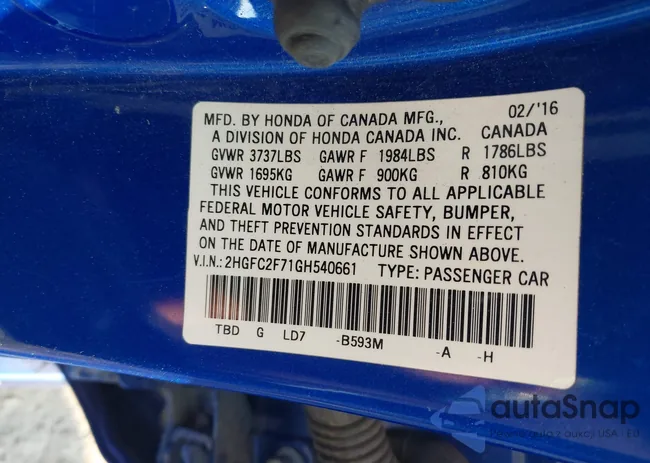 MFD. BY HONDA OF CANADA MFG., 02/'16
A DIVISION OF HONDA CANADA INC. CANADA
GVWR 3737LBS GAWR F 1984LBS R 1786LBS
GVWR 1695KG GAWR F 900KG R 810KG
THIS VEHICLE CONFORMS TO ALL APPLICABLE
FEDERAL MOTOR VEHICLE SAFETY, BUMPER,
AND THEFT PREVENTION STANDARDS IN EFFECT
ON THE DATE OF MANUFACTURE SHOWN ABOVE.
V.I.N.: 2HGFC2F71GH540661 TYPE: PASSENGER CAR
TBD G LD7 -B593M -A -H
autaSnap